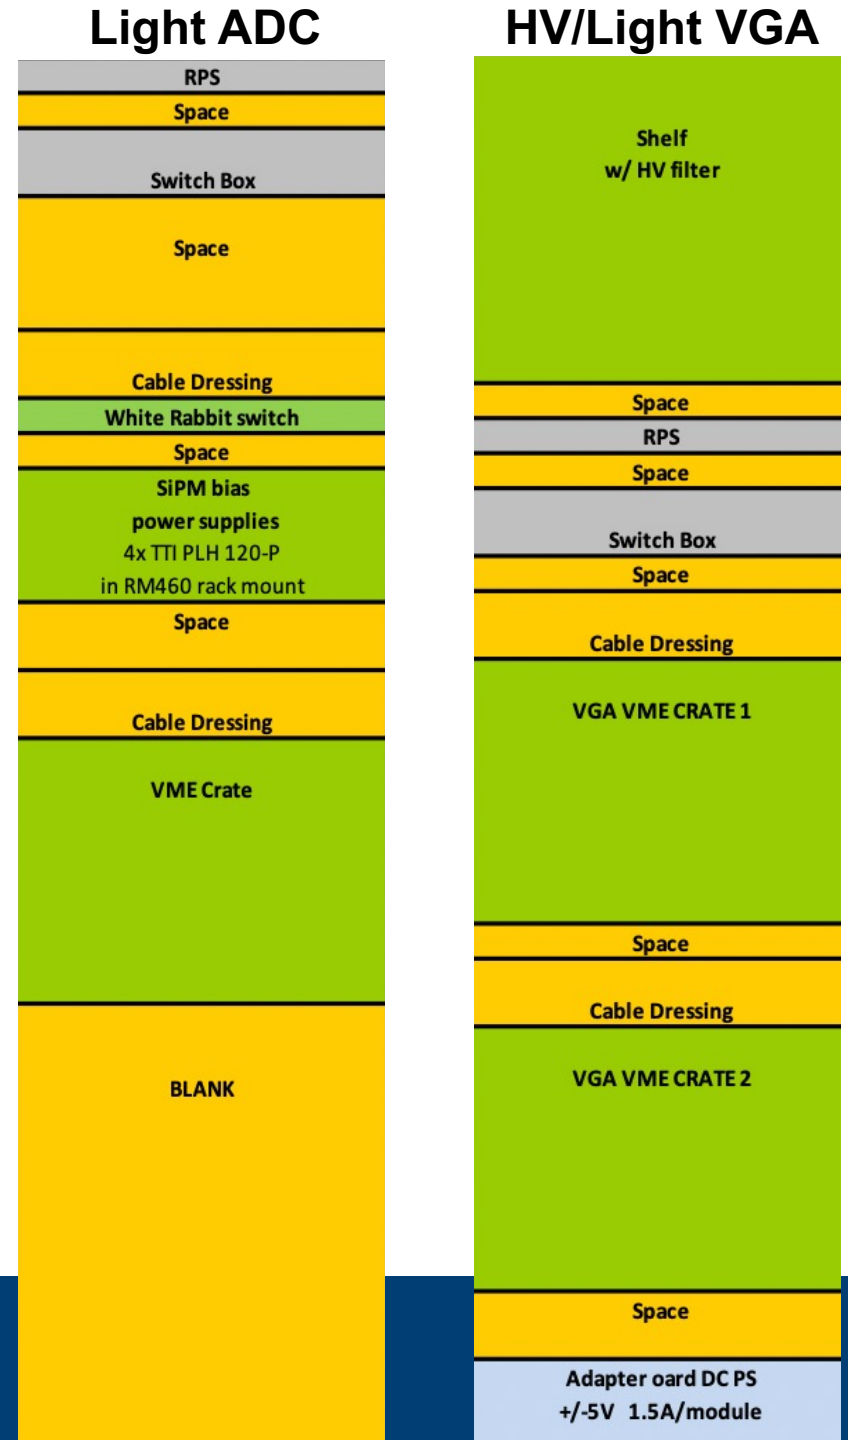 Light ADC
RPS
Space
Switch Box
Space
Cable Dressing
White Rabbit switch
Space
SiPM bias
power supplies
4x TTI PLH 120-P
in RM460 rack mount
Space
Cable Dressing
VME Crate
BLANK
HV/Light VGA
Shelf
w/ HV filter
Space
RPS
Space
Switch Box
Space
Cable Dressing
VGA VME CRATE 1
Space
Cable Dressing
VGA VME CRATE 2
Space
Adapter oard DC PS
+/-5V 1.5A/module